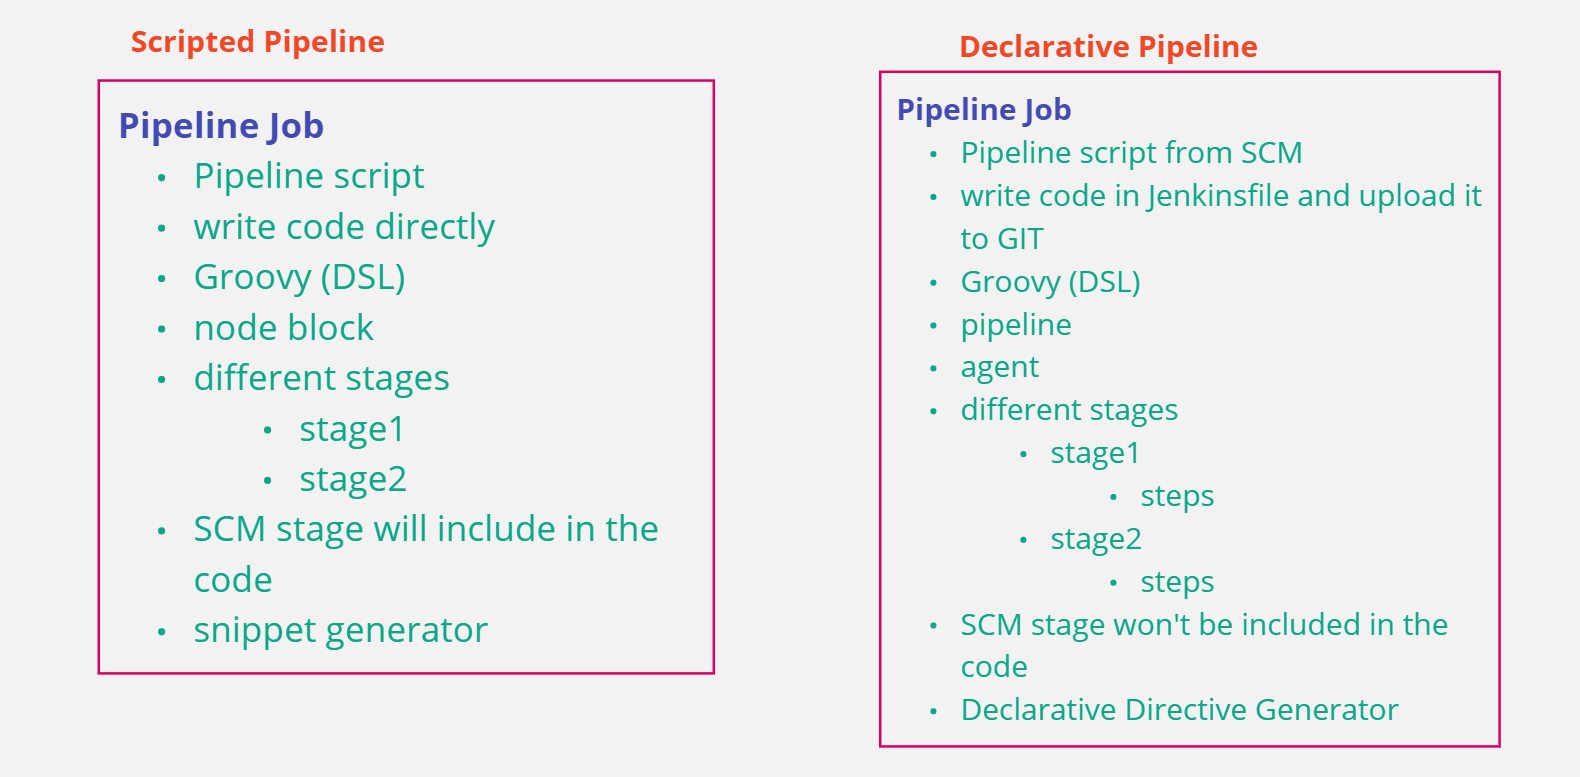 Scripted Pipeline
Pipeline Job
• Pipeline script
• write code directly
• Groovy (DSL)
• node block
• different stages
• stage1
• stage2
• SCM stage will include in the
code
• snippet generator
Declarative Pipeline
Pipeline Job
• Pipeline script from SCM
• write code in Jenkinsfile and upload it
to GIT
• Groovy (DSL)
• pipeline
• agent
• different stages
• stage1
• steps
• stage2
• steps
• SCM stage won't be included in the
code
• Declarative Directive Generator